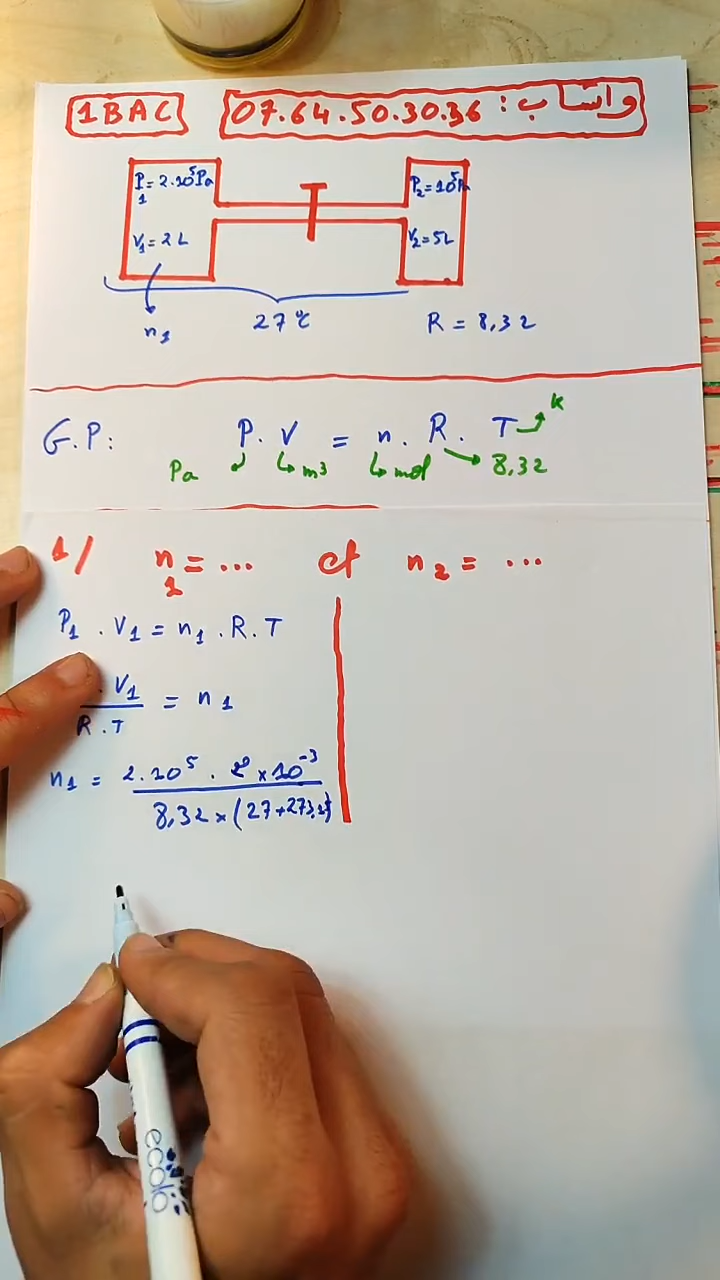 1BAC 07.64.50.30.36 : واتساب
P1 = 2.10⁵Pa P2 = 10⁵Pa
V1 = 2L V2 = 5L
n1 27°C R = 8,32
G.P: P. V = n. R. T → K
Pa m3 mol 8,32
1/ n1 = ... et n2 = ...
P1 . V1 = n1 . R . T
. V1 / R . T = n1
n1 = 2.10⁵ . 2 × 10⁻³ / 8,32 × (27 + 273,15)
ecolo